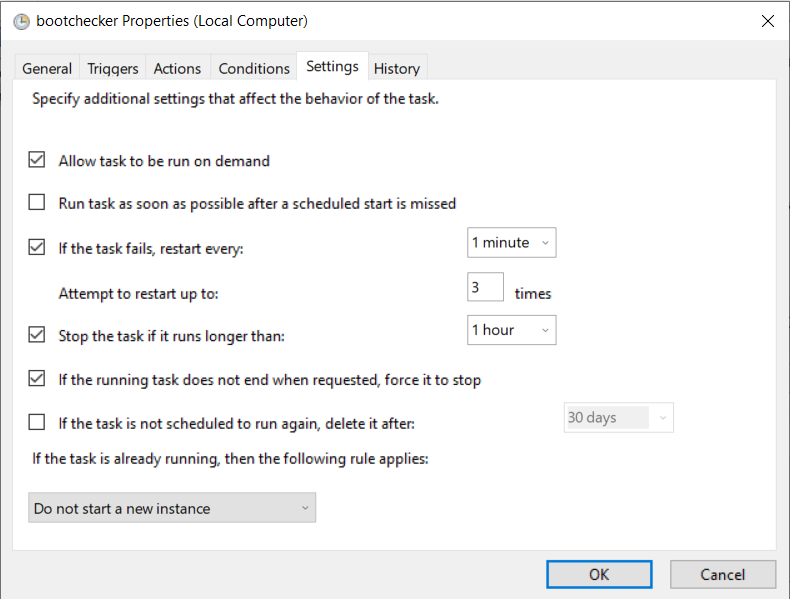 bootchecker Properties (Local Computer)
General Triggers Actions Conditions Settings History
Specify additional settings that affect the behavior of the task.
Allow task to be run on demand
Run task as soon as possible after a scheduled start is missed
If the task fails, restart every: 1 minute
Attempt to restart up to: 3 times
Stop the task if it runs longer than: 1 hour
If the running task does not end when requested, force it to stop
If the task is not scheduled to run again, delete it after: 30 days
If the task is already running, then the following rule applies:
Do not start a new instance
OK Cancel